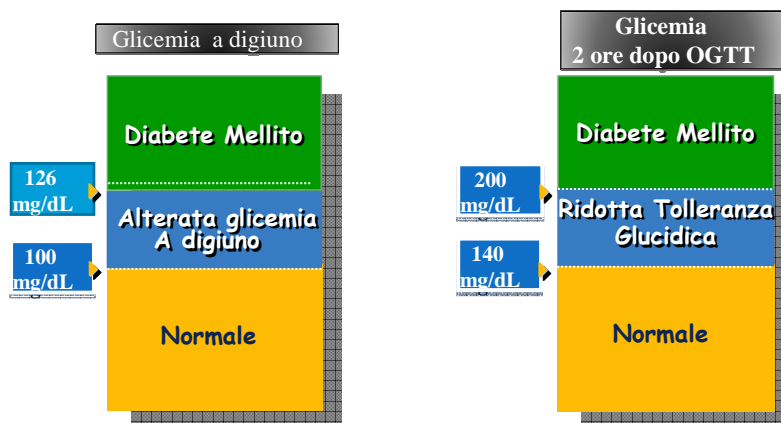 Glicemia a digiuno
Diabete Mellito
126
mg/dL
Alterata glicemia
A digiuno
100
mg/dL
Normale
Glicemia
2 ore dopo OGTT
Diabete Mellito
200
mg/dL
Ridotta Tolleranza
Glucidica
140
mg/dL
Normale